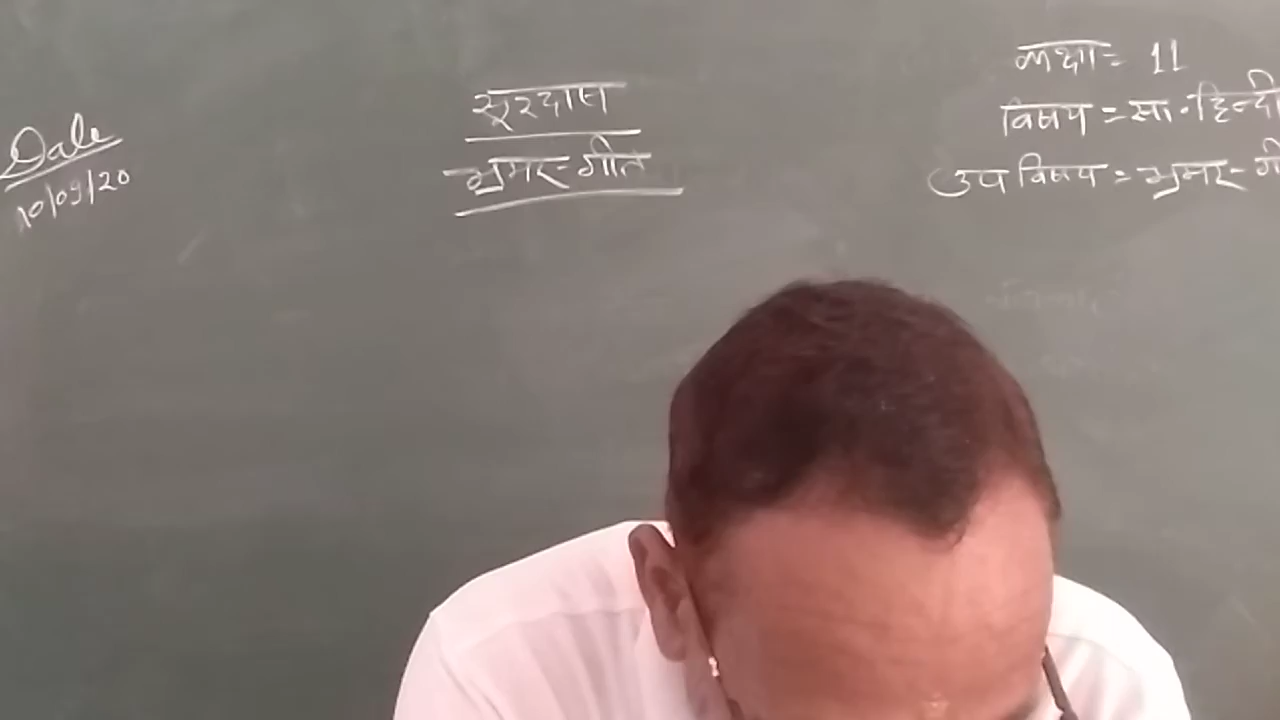 Date
10/09/20
सूरदास
भ्रमर-गीत
कक्षा = 11
विषय = सा. हिन्दी
उप विषय = भ्रमर-गी